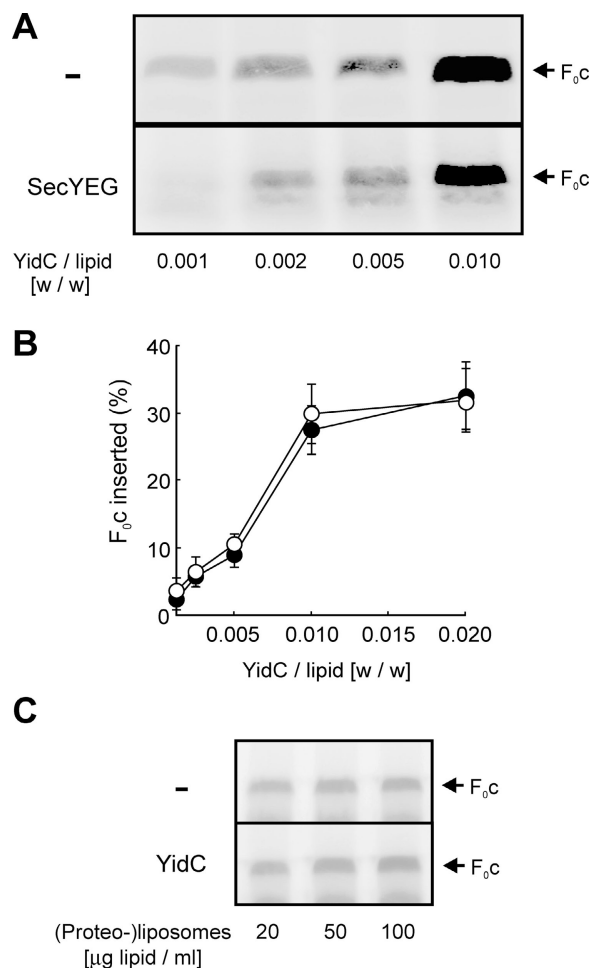 A
-
F₀c
SecYEG
F₀c
YidC / lipid
[w / w]
0.001 0.002 0.005 0.010
B
F₀c inserted (%)
40
30
20
10
0
0.005 0.010 0.015 0.020
YidC / lipid [w / w]
C
-
F₀c
YidC
F₀c
(Proteo-)liposomes
[µg lipid / ml]
20 50 100